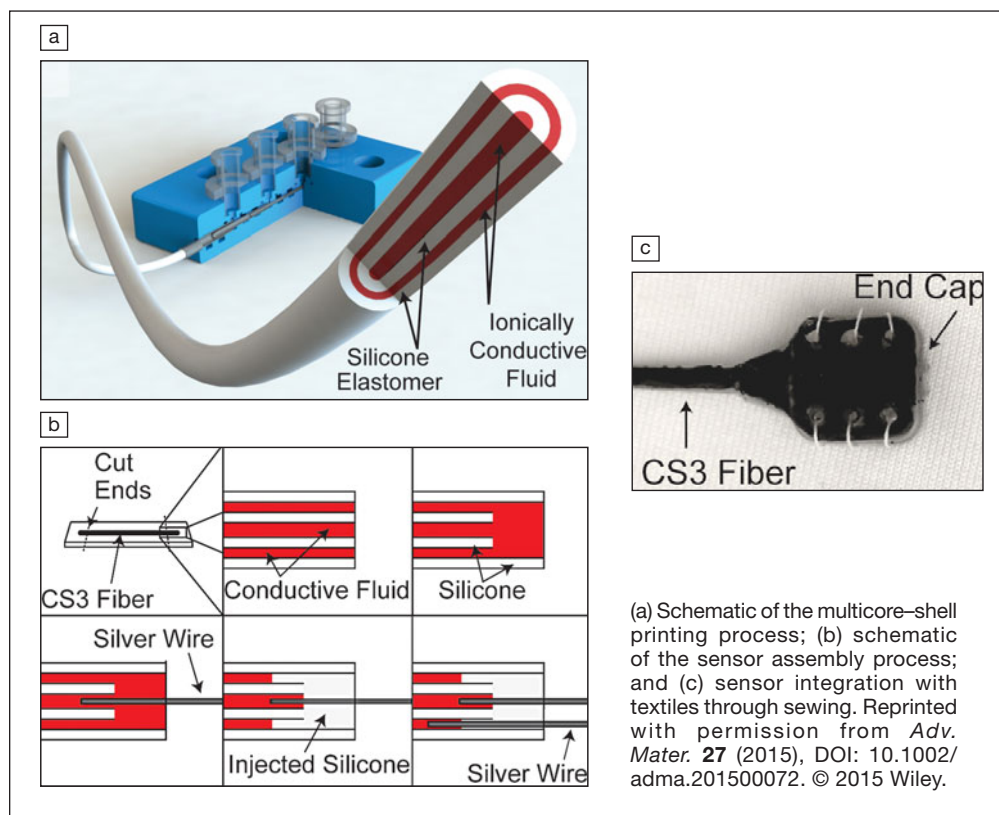 a
Silicone
Elastomer
Ionically
Conductive
Fluid
b
Cut
Ends
CS3 Fiber
Conductive Fluid
Silicone
Silver Wire
Injected Silicone
Silver Wire
c
End Cap
CS3 Fiber
(a) Schematic of the multicore–shell
printing process; (b) schematic
of the sensor assembly process;
and (c) sensor integration with
textiles through sewing. Reprinted
with permission from Adv.
Mater. 27 (2015), DOI: 10.1002/
adma.201500072. © 2015 Wiley.